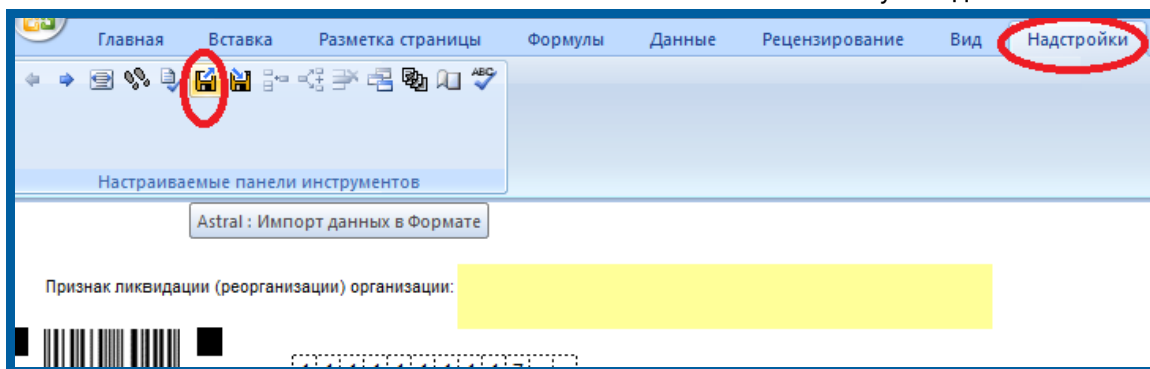 Главная Вставка Разметка страницы Формулы Данные Рецензирование Вид Надстройки
ABC
Настраиваемые панели инструментов
Astral : Импорт данных в Формате
Признак ликвидации (реорганизации) организации: